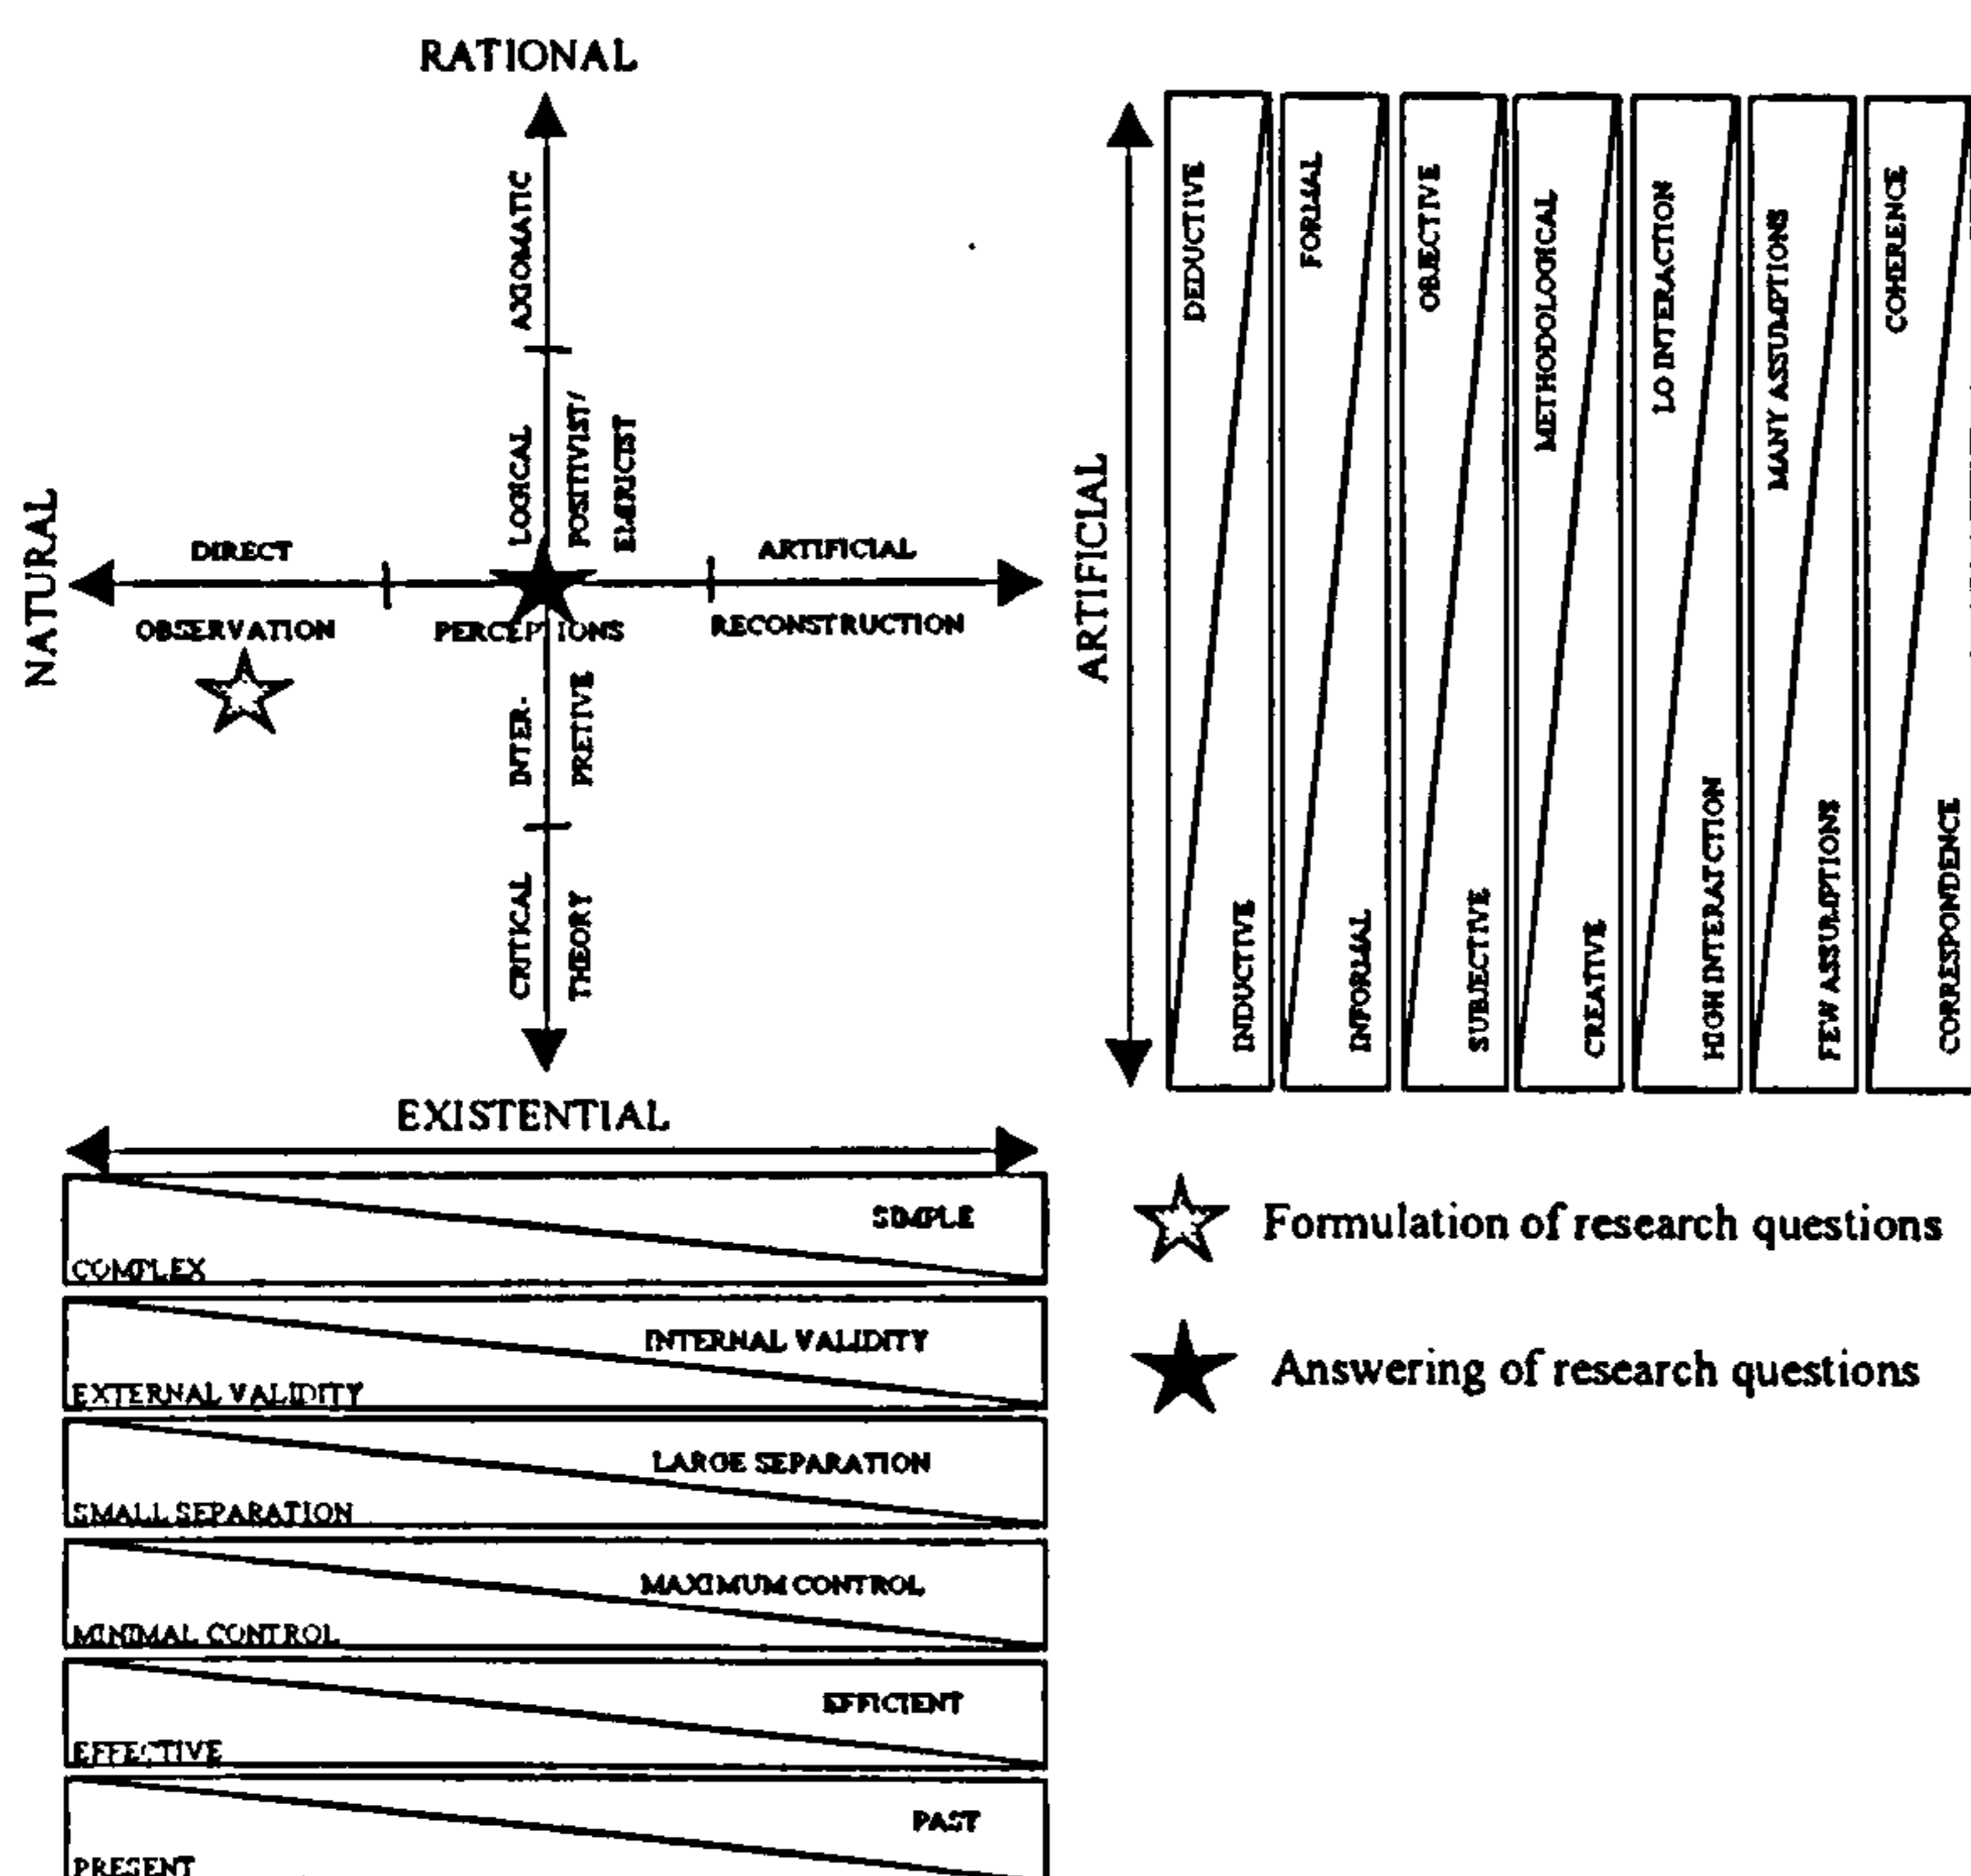 RATIONAL
AXIOMATIC
LOGICAL
POSITIVIST/
EMPIRICIST
NATURAL
DIRECT
OBSERVATION
PERCEPTIONS
ARTIFICIAL
RECONSTRUCTION
ARTIFICIAL
INTER-
PRETIVE
CRITICAL
THEORY
EXISTENTIAL
DEDUCTIVE
INDUCTIVE
FORMAL
INFORMAL
OBJECTIVE
SUBJECTIVE
METHODOLOGICAL
CREATIVE
LO INTERACTION
HIGH INTERATCTION
MANY ASSUMPTIONS
FEW ASSUMPTIONS
COHERENCE
CORRESPONDENCE
SIMPLE
COMPLEX
INTERNAL VALIDITY
EXTERNAL VALIDITY
LARGE SEPARATION
SMALL SEPARATION
MAXIMUM CONTROL
MINIMAL CONTROL
EFFICIENT
EFFECTIVE
PAST
PRESENT
Formulation of research questions
Answering of research questions